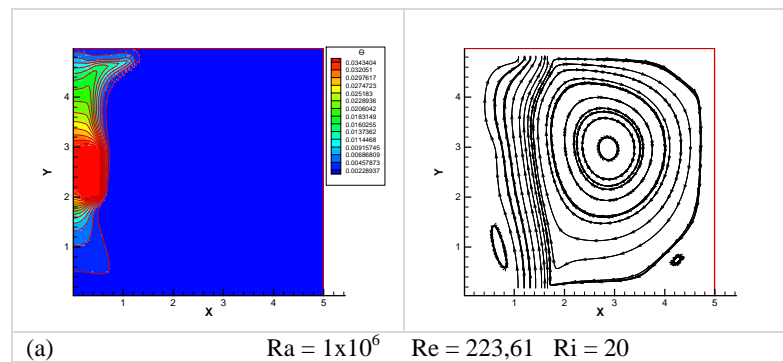 Θ
0.0343404
0.032051
0.0297617
0.0274723
0.025183
0.0228936
0.0206042
0.0183149
0.0160255
0.0137362
0.0114468
0.00915745
0.00686809
0.00457873
0.00228937
4
3
2
1
Y
1 2 3 4 5
X
4
3
2
1
Y
1 2 3 4 5
X
(a) Ra = 1x10⁶ Re = 223,61 Ri = 20